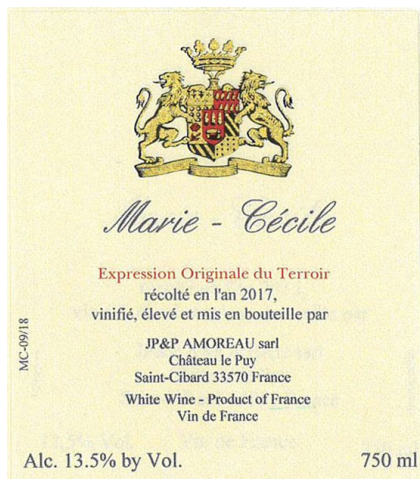 Marie - Cécile
Expression Originale du Terroir
récolté en l'an 2017,
vinifié, élevé et mis en bouteille par
JP&P AMOREAU sarl
Château le Puy
Saint-Cibard 33570 France
White Wine - Product of France
Vin de France
MC-09/18
Alc. 13.5% by Vol.
750 ml